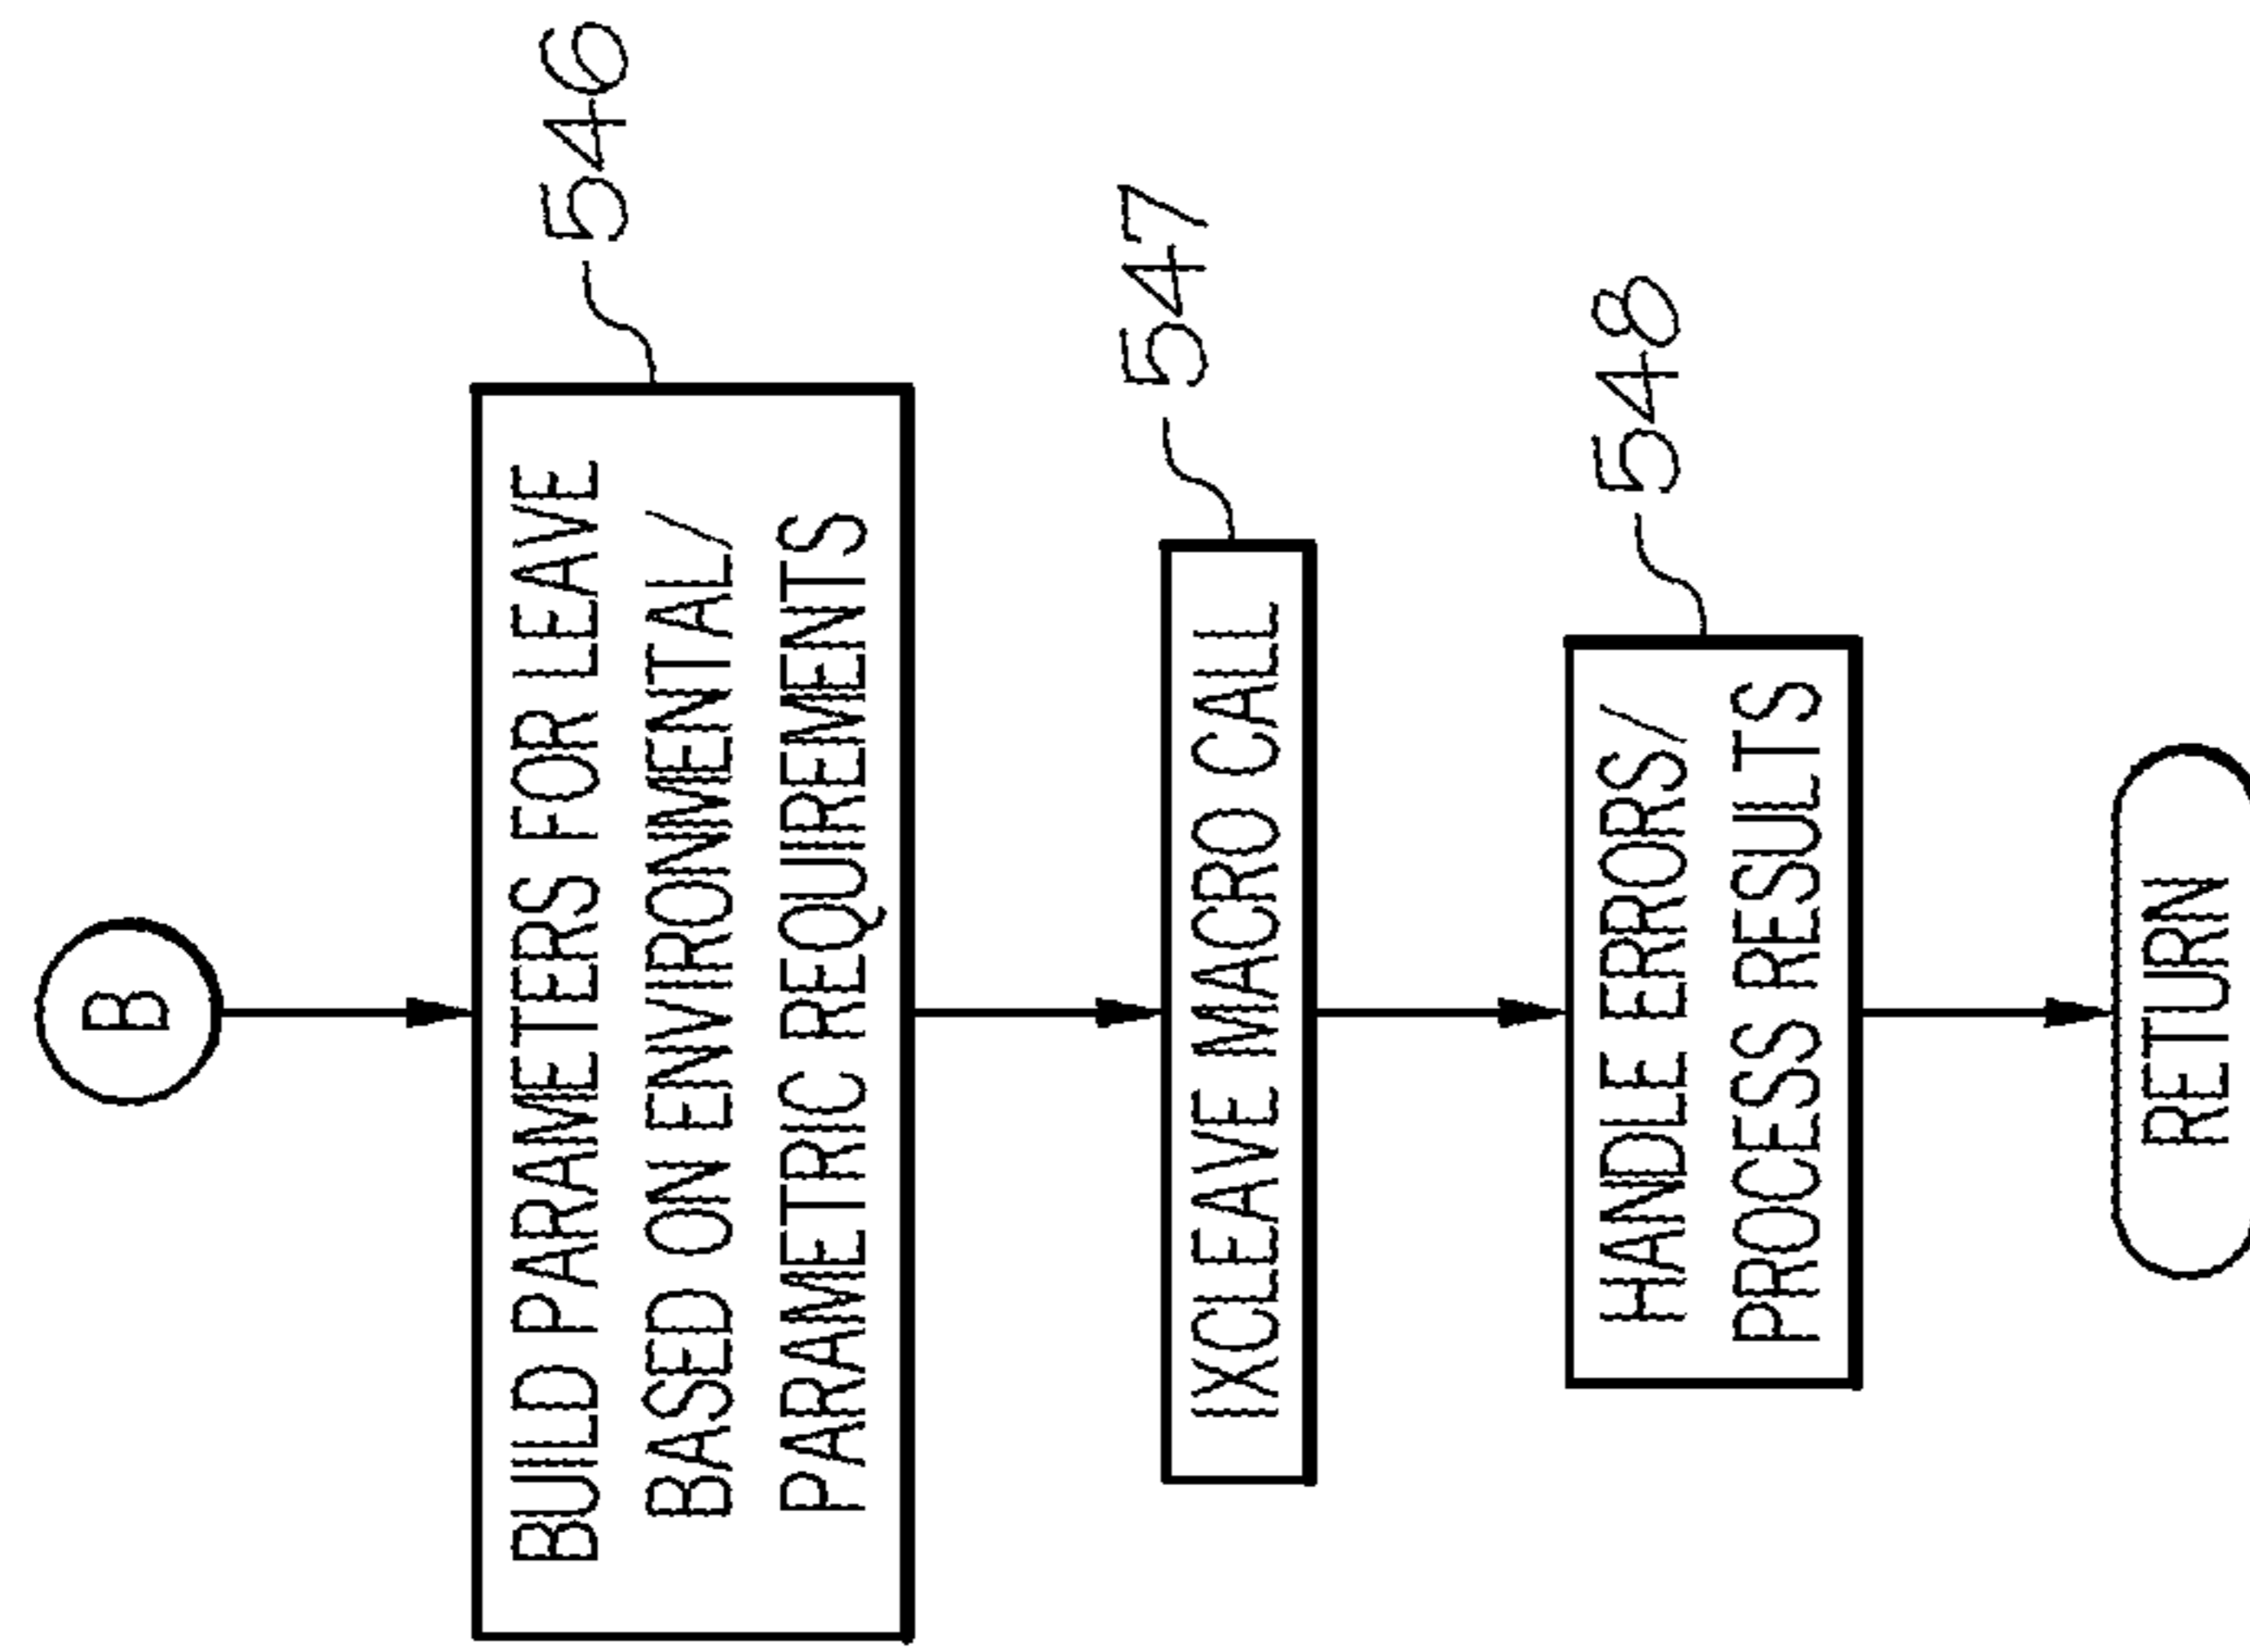 B
546
BUILD PARAMETERS FOR LEAVE
BASED ON ENVIRONMENTAL/
PARAMETRIC REQUIREMENTS
547
IXCLEAVE MACRO CALL
548
HANDLE ERRORS/
PROCESS RESULTS
RETURN